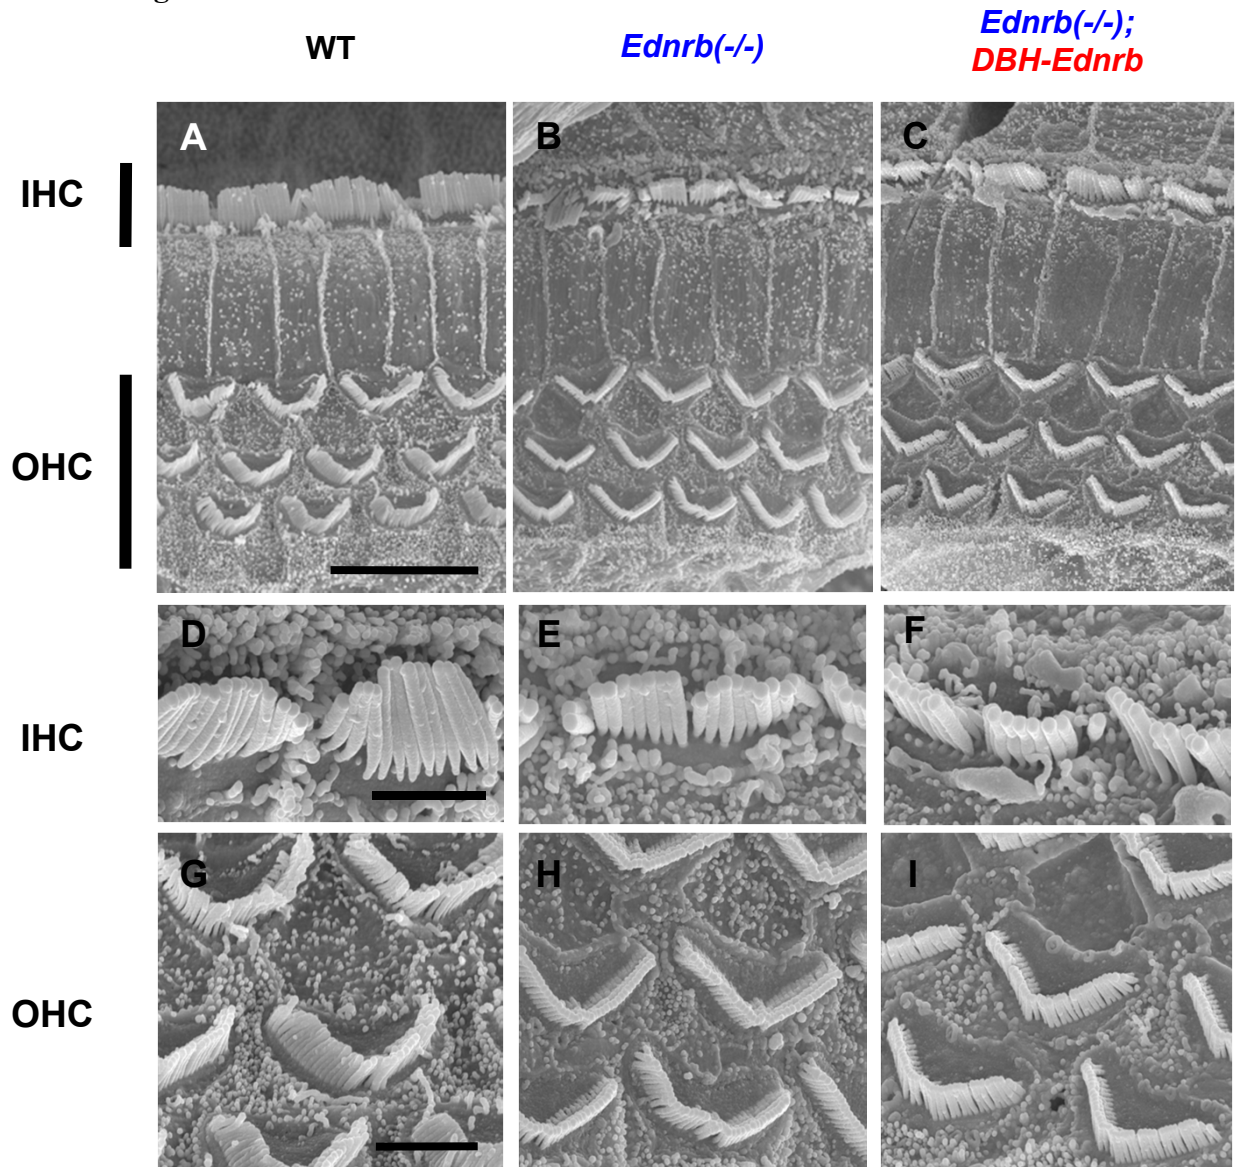 WT
Ednrb(-/-)
Ednrb(-/-);
DBH-Ednrb
A
B
C
IHC
OHC
D
E
F
IHC
G
H
I
OHC